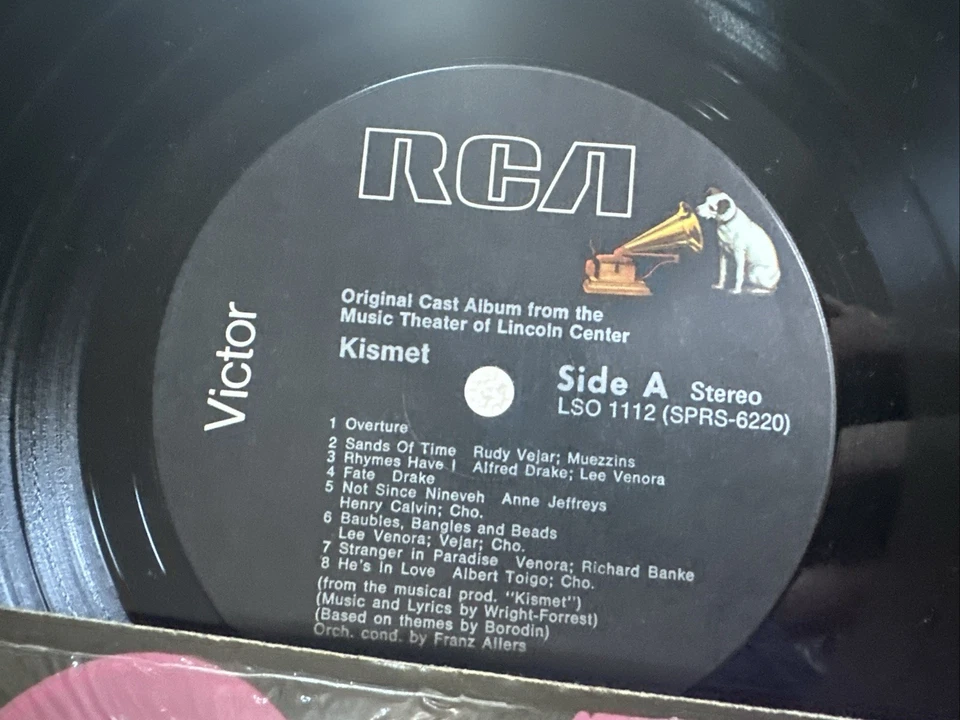 RCA
Victor
Original Cast Album from the
Music Theater of Lincoln Center
Kismet
Side A Stereo
LSO 1112 (SPRS-6220)
1 Overture
2 Sands Of Time Rudy Vejar; Muezzins
3 Rhymes Have I Alfred Drake; Lee Venora
4 Fate Drake
5 Not Since Nineveh Anne Jeffreys
Henry Calvin; Cho.
6 Baubles, Bangles and Beads
Lee Venora; Vejar; Cho.
7 Stranger in Paradise Venora; Richard Banke
8 He's in Love Albert Toigo; Cho.
(from the musical prod. "Kismet")
(Music and Lyrics by Wright-Forrest)
(Based on themes by Borodin)
Orch. cond. by Franz Allers